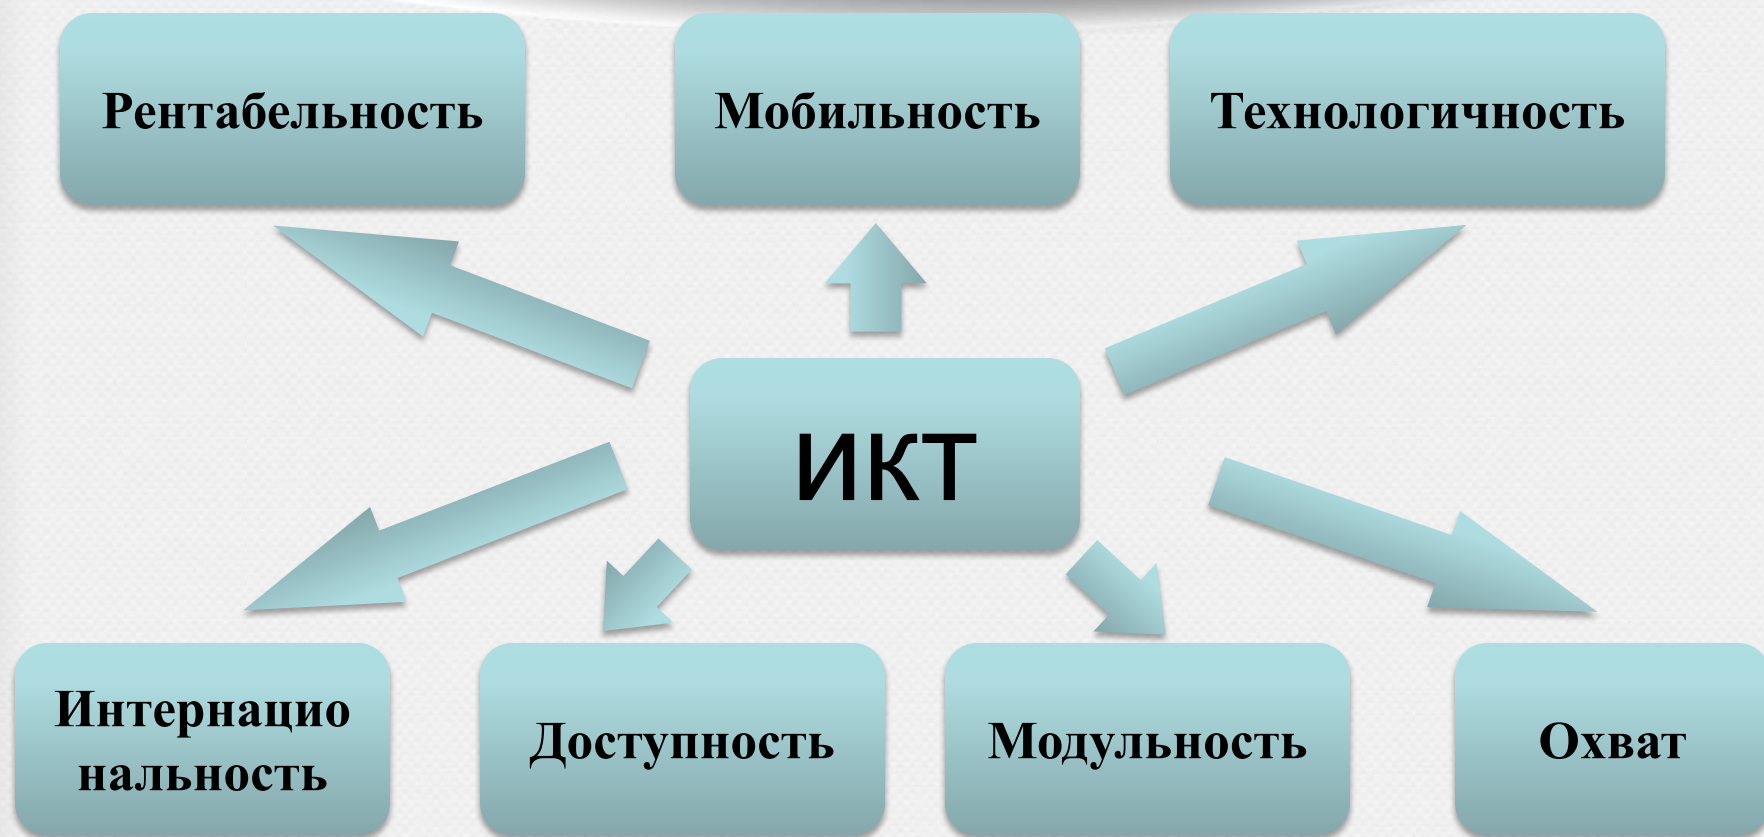 Рентабельность
Мобильность
Технологичность
ИКТ
Интернацио
нальность
Доступность
Модульность
Охват